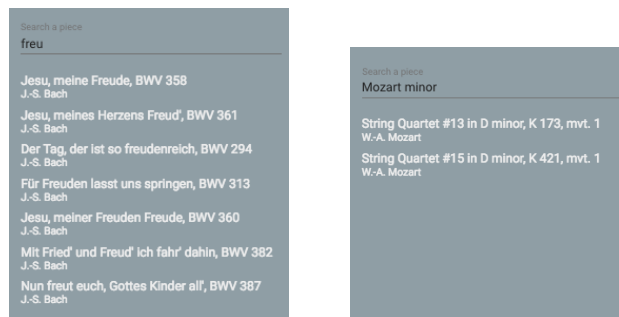 Search a piece
freu
Jesu, meine Freude, BWV 358
J.-S. Bach
Jesu, meines Herzens Freud', BWV 361
J.-S. Bach
Der Tag, der ist so freudenreich, BWV 294
J.-S. Bach
Für Freuden lasst uns springen, BWV 313
J.-S. Bach
Jesu, meiner Freuden Freude, BWV 360
J.-S. Bach
Mit Fried' und Freud' ich fahr' dahin, BWV 382
J.-S. Bach
Nun freut euch, Gottes Kinder all', BWV 387
J.-S. Bach
Search a piece
Mozart minor
String Quartet #13 in D minor, K 173, mvt. 1
W.-A. Mozart
String Quartet #15 in D minor, K 421, mvt. 1
W.-A. Mozart